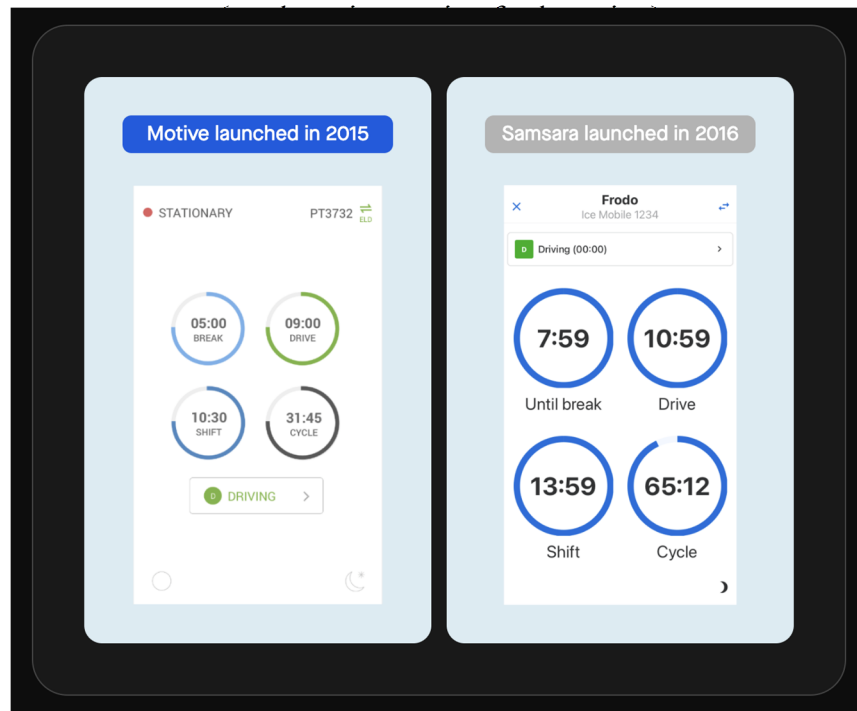 Motive launched in 2015
STATIONARY
PT3732
ELD
05:00
BREAK
09:00
DRIVE
10:30
SHIFT
31:45
CYCLE
D
DRIVING
Samsara launched in 2016
Frodo
Ice Mobile 1234
D
Driving (00:00)
7:59
Until break
10:59
Drive
13:59
Shift
65:12
Cycle